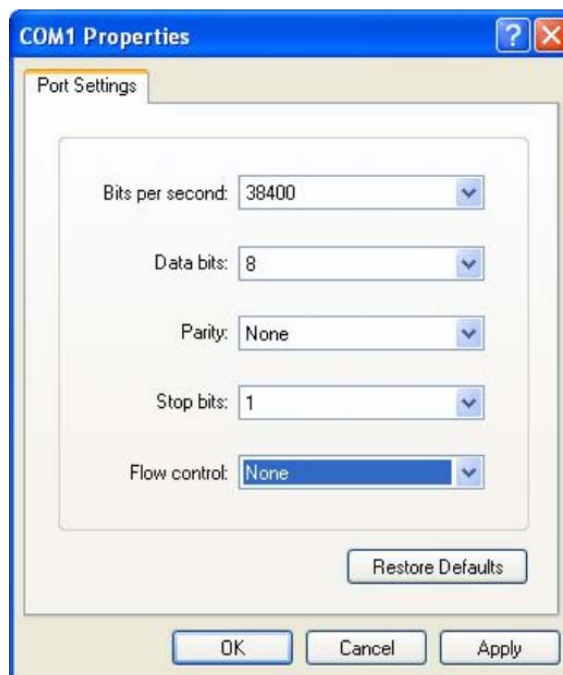 COM1 Properties
Port Settings
Bits per second: 38400
Data bits: 8
Parity: None
Stop bits: 1
Flow control: None
Restore Defaults
OK Cancel Apply